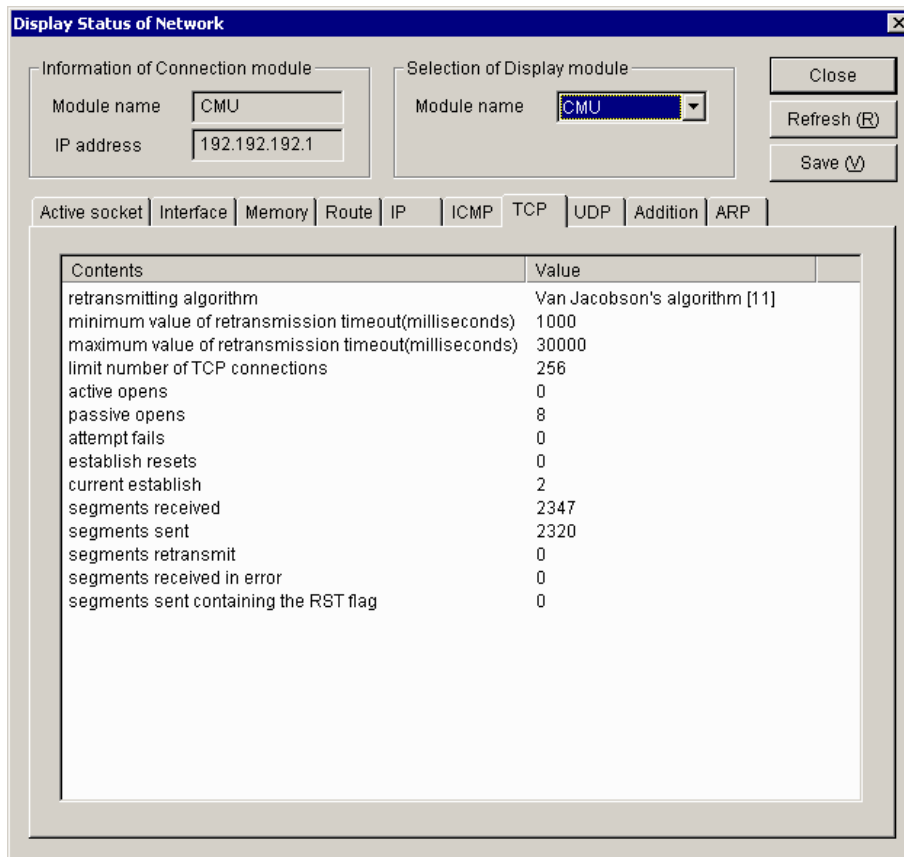 Display Status of Network
Information of Connection module
Module name CMU
IP address 192.192.192.1
Selection of Display module
Module name CMU
Close
Refresh (R)
Save (V)
Active socket Interface Memory Route IP ICMP TCP UDP Addition ARP
Contents Value
retransmitting algorithm Van Jacobson's algorithm [11]
minimum value of retransmission timeout(milliseconds) 1000
maximum value of retransmission timeout(milliseconds) 30000
limit number of TCP connections 256
active opens 0
passive opens 8
attempt fails 0
establish resets 0
current establish 2
segments received 2347
segments sent 2320
segments retransmit 0
segments received in error 0
segments sent containing the RST flag 0